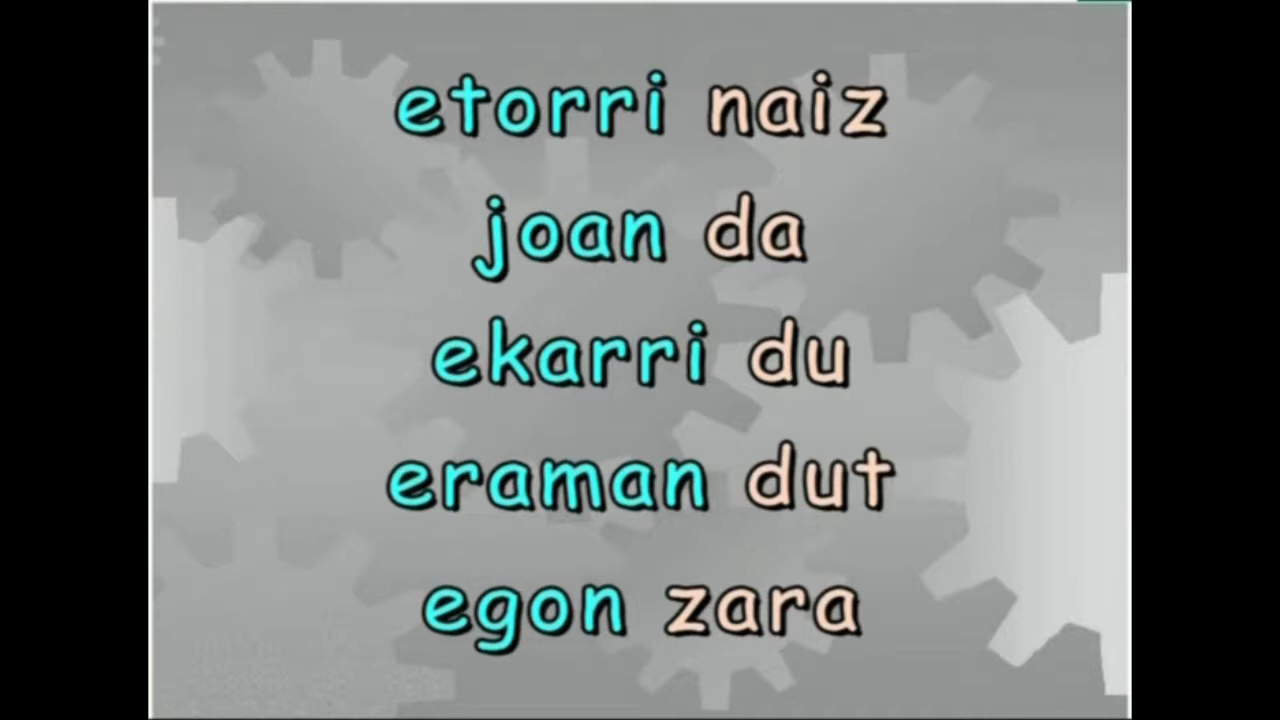 etorri naiz
joan da
ekarri du
eraman dut
egon zara